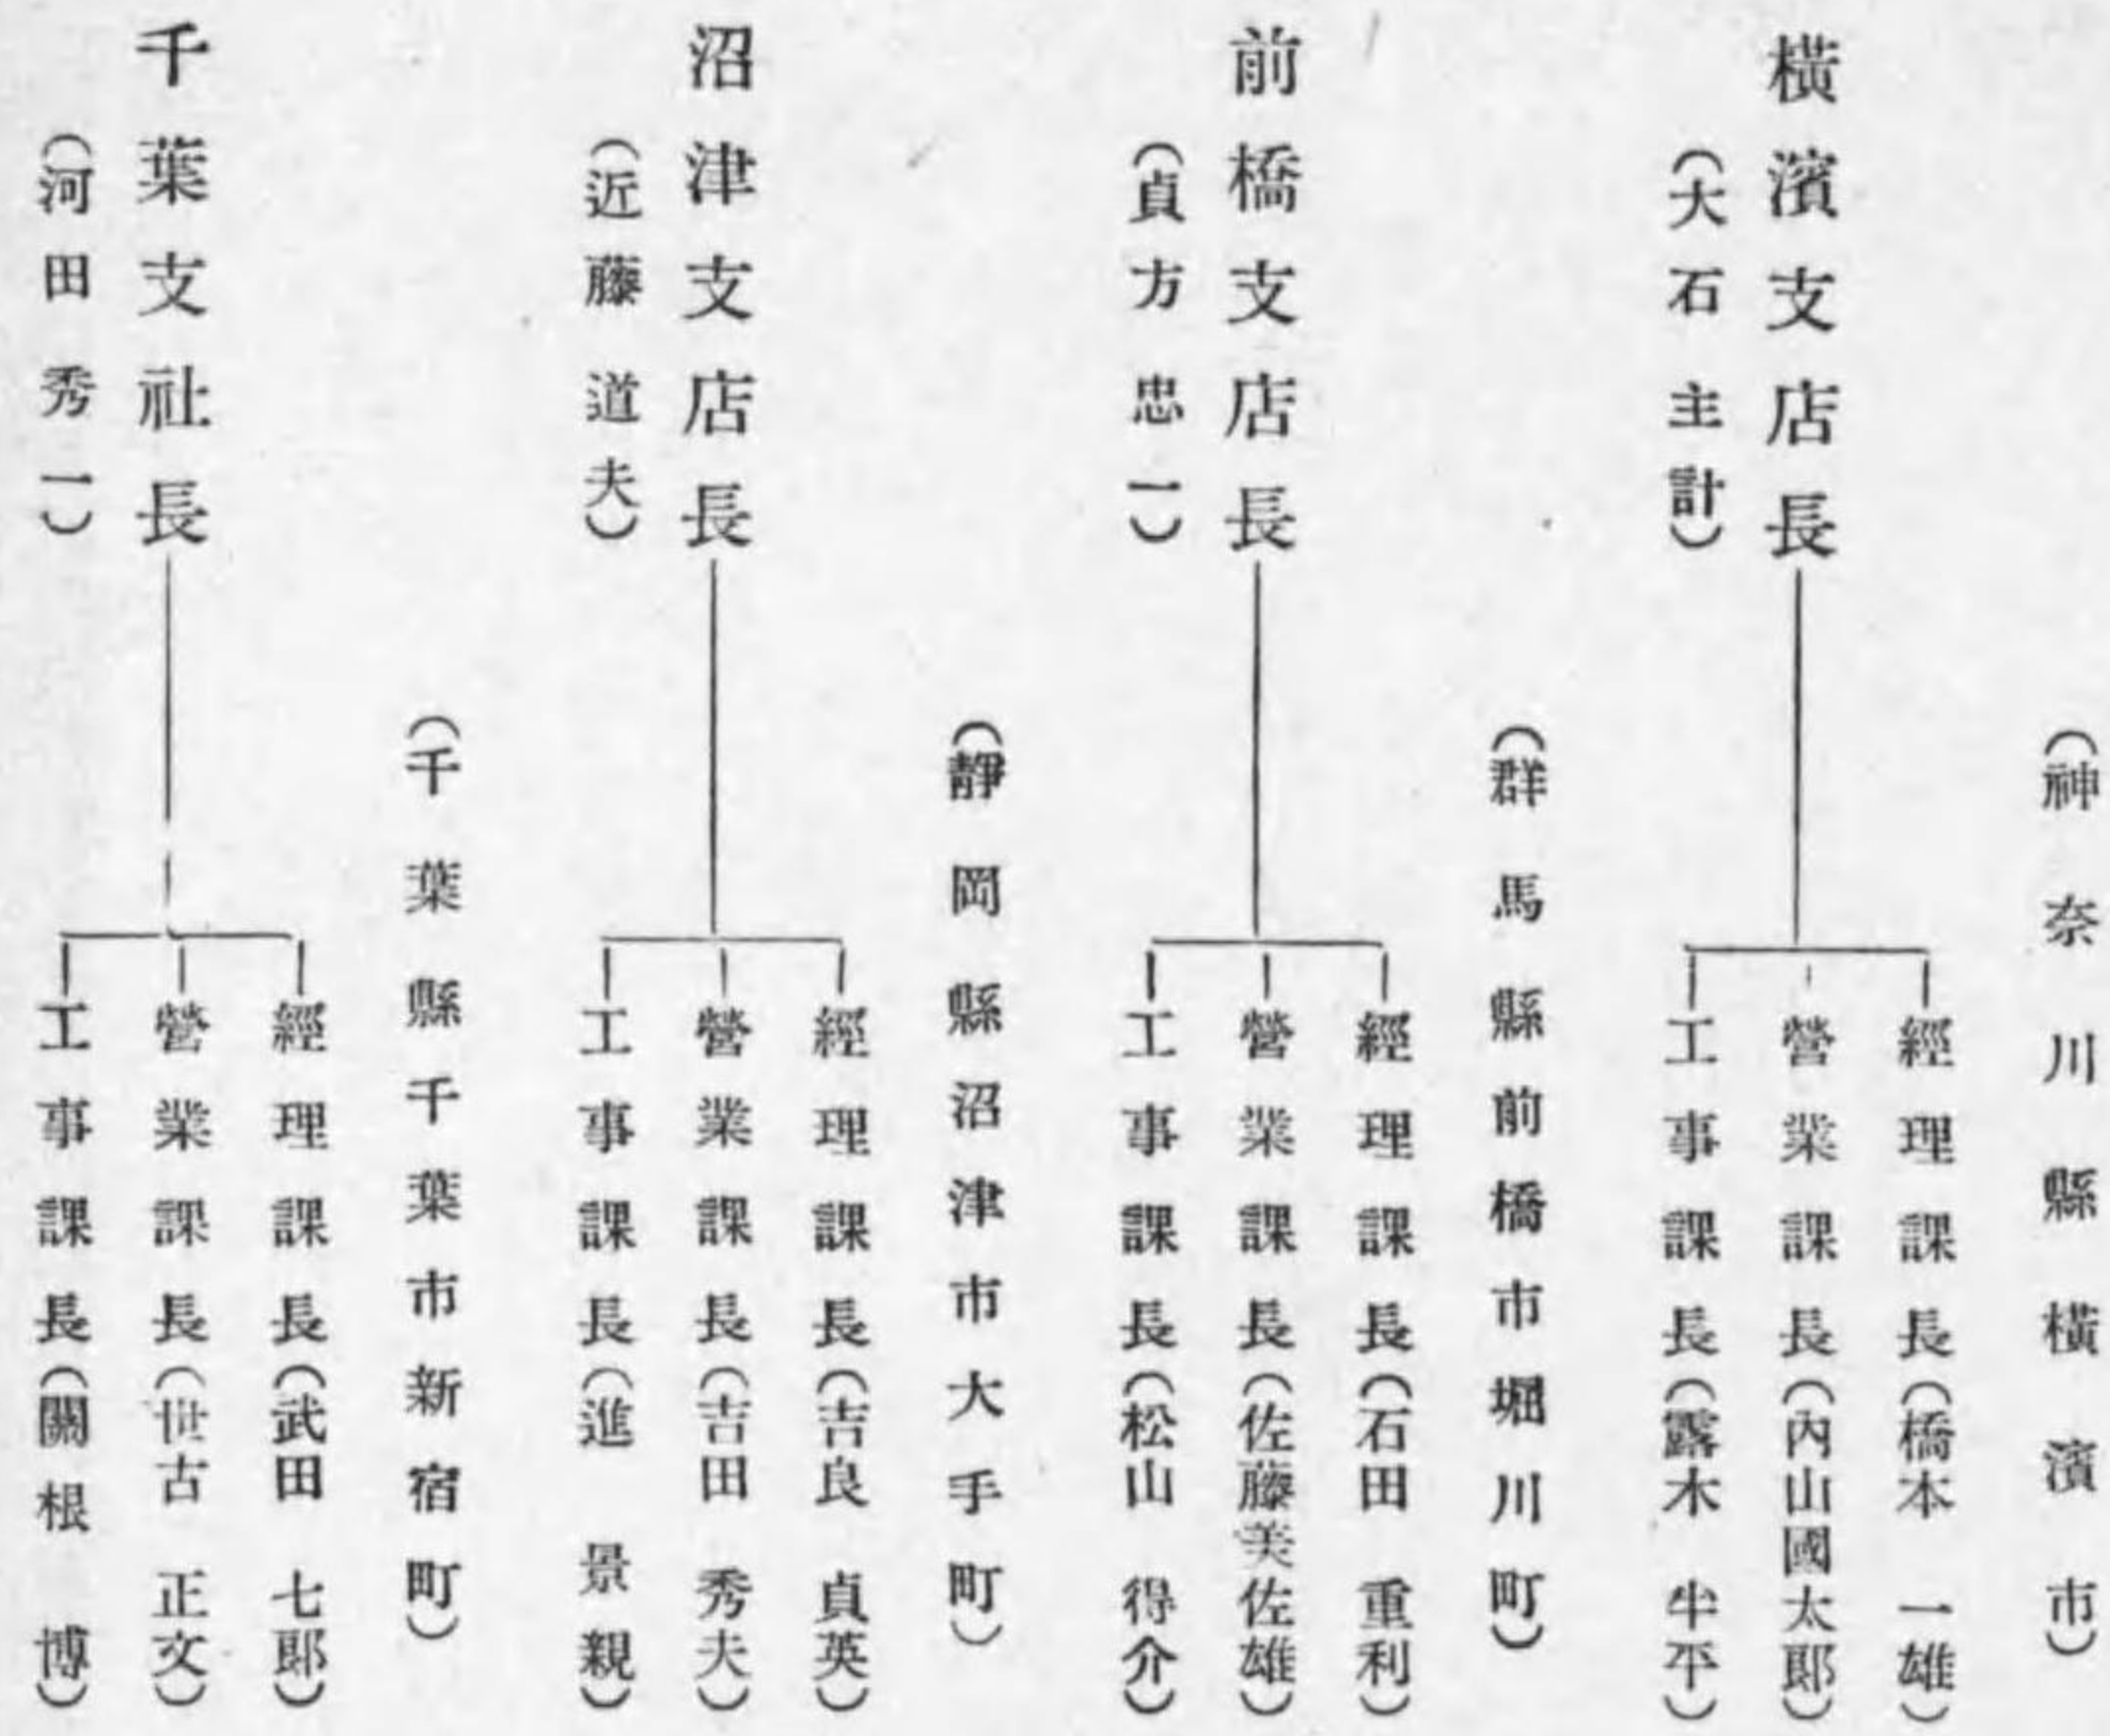 (神奈川縣橫濱市)
橫濱支店長
(大石主計)
經理課長(橋本一雄)
營業課長(內山國太郎)
工事課長(露木半平)
(群馬縣前橋市堀川町)
前橋支店長
(貞方忠一)
經理課長(石田重利)
營業課長(佐藤美佐雄)
工事課長(松山得介)
(靜岡縣沼津市大手町)
沼津支店長
(近藤道夫)
經理課長(吉良貞英)
營業課長(吉田秀夫)
工事課長(進景親)
(千葉縣千葉市新宿町)
千葉支社長
(河田秀一)
經理課長(武田七郎)
營業課長(世古正文)
工事課長(關根博)